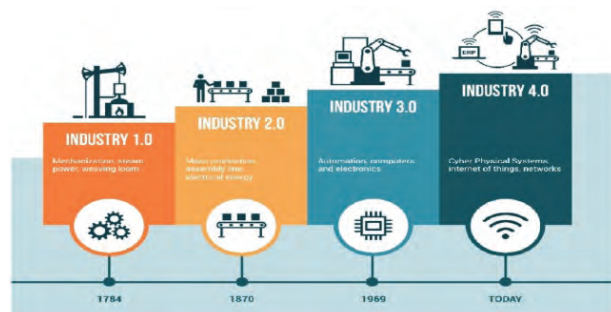 INDUSTRY 1.0
Mechanization, steam
power, weaving loom
INDUSTRY 2.0
Mass production,
assembly line,
electrical energy
INDUSTRY 3.0
Automation, computers
and electronics
ERP
INDUSTRY 4.0
Cyber Physical Systems,
internet of things, networks
1784
1870
1969
TODAY